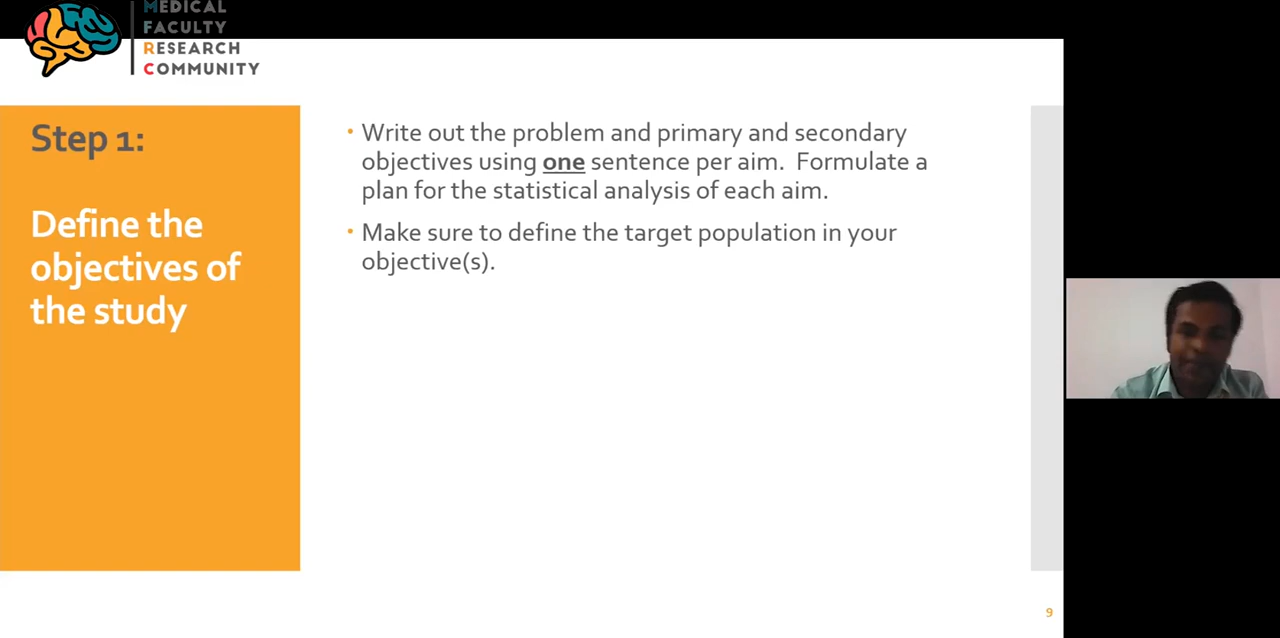 MEDICAL
FACULTY
RESEARCH
COMMUNITY
Step 1:
Define the
objectives of
the study
• Write out the problem and primary and secondary
objectives using one sentence per aim.  Formulate a
plan for the statistical analysis of each aim.
• Make sure to define the target population in your
objective(s).
9